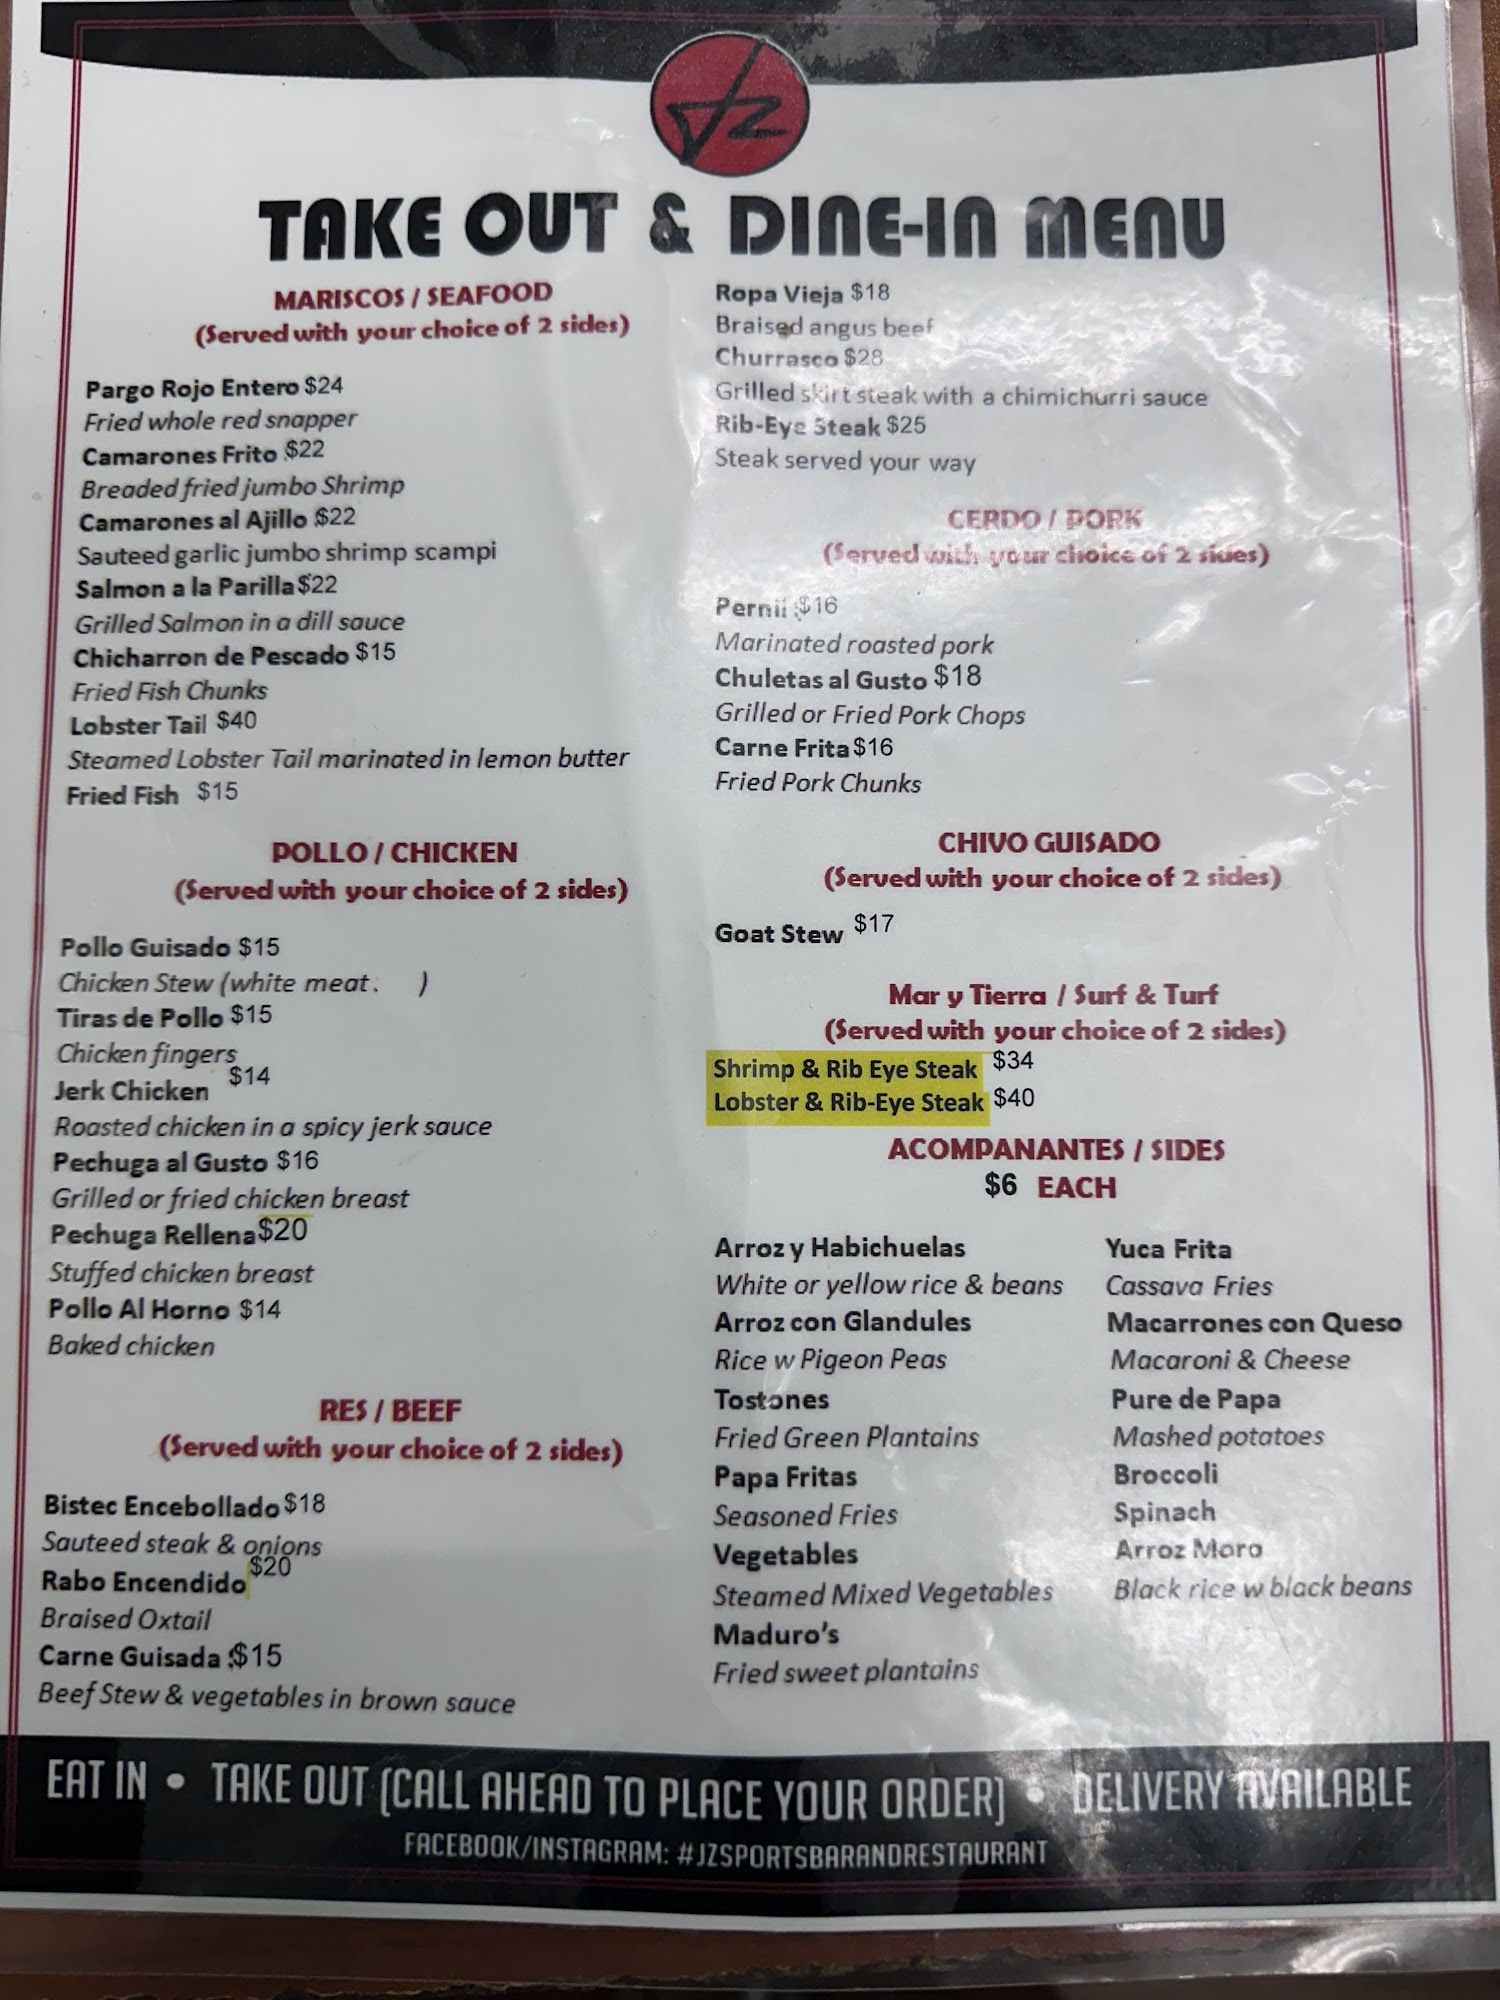 JZ
TAKE OUT & DINE-IN MENU
MARISCOS / SEAFOOD
(Served with your choice of 2 sides)
Pargo Rojo Entero $24
Fried whole red snapper
Camarones Frito $22
Breaded fried jumbo Shrimp
Camarones al Ajillo $22
Sauteed garlic jumbo shrimp scampi
Salmon a la Parilla $22
Grilled Salmon in a dill sauce
Chicharron de Pescado $15
Fried Fish Chunks
Lobster Tail $40
Steamed Lobster Tail marinated in lemon butter
Fried Fish $15
POLLO / CHICKEN
(Served with your choice of 2 sides)
Pollo Guisado $15
Chicken Stew (white meat. )
Tiras de Pollo $15
Chicken fingers
Jerk Chicken $14
Roasted chicken in a spicy jerk sauce
Pechuga al Gusto $16
Grilled or fried chicken breast
Pechuga Rellena $20
Stuffed chicken breast
Pollo Al Horno $14
Baked chicken
RES / BEEF
(Served with your choice of 2 sides)
Bistec Encebollado $18
Sauteed steak & onions
Rabo Encendido $20
Braised Oxtail
Carne Guisada $15
Beef Stew & vegetables in brown sauce
Ropa Vieja $18
Braised angus beef
Churrasco $28
Grilled skirt steak with a chimichurri sauce
Rib-Eye Steak $25
Steak served your way
CERDO / PORK
(Served with your choice of 2 sides)
Pernil $16
Marinated roasted pork
Chuletas al Gusto $18
Grilled or Fried Pork Chops
Carne Frita $16
Fried Pork Chunks
CHIVO GUISADO
(Served with your choice of 2 sides)
Goat Stew $17
Mar y Tierra / Surf & Turf
(Served with your choice of 2 sides)
Shrimp & Rib Eye Steak $34
Lobster & Rib-Eye Steak $40
ACOMPANANTES / SIDES
$6 EACH
Arroz y Habichuelas
White or yellow rice & beans
Arroz con Glandules
Rice w Pigeon Peas
Tostones
Fried Green Plantains
Papa Fritas
Seasoned Fries
Vegetables
Steamed Mixed Vegetables
Maduro's
Fried sweet plantains
Yuca Frita
Cassava Fries
Macarrones con Queso
Macaroni & Cheese
Pure de Papa
Mashed potatoes
Broccoli
Spinach
Arroz Moro
Black rice w black beans
EAT IN • TAKE OUT (CALL AHEAD TO PLACE YOUR ORDER) • DELIVERY AVAILABLE
FACEBOOK/INSTAGRAM: #JZSPORTSBARANDRESTAURANT